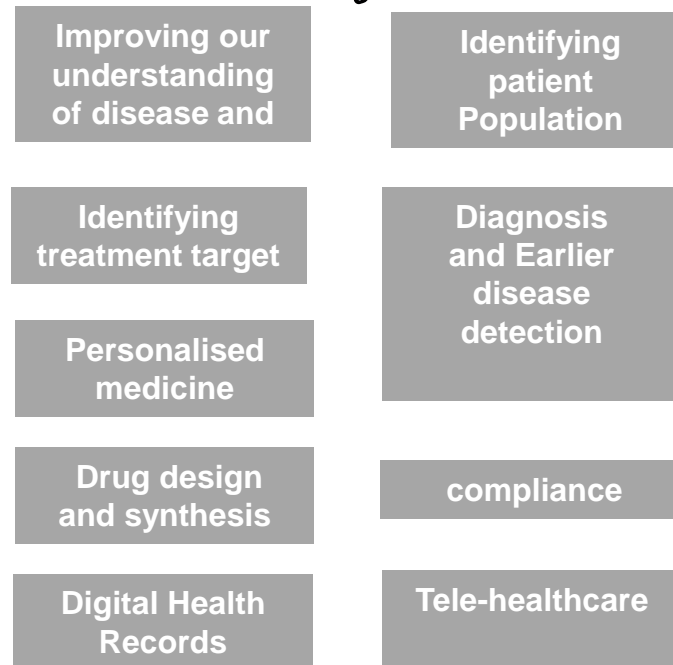 Improving our
understanding
of disease and
Identifying
treatment target
Personalised
medicine
Drug design
and synthesis
Digital Health
Records
Identifying
patient
Population
Diagnosis
and Earlier
disease
detection
compliance
Tele-healthcare